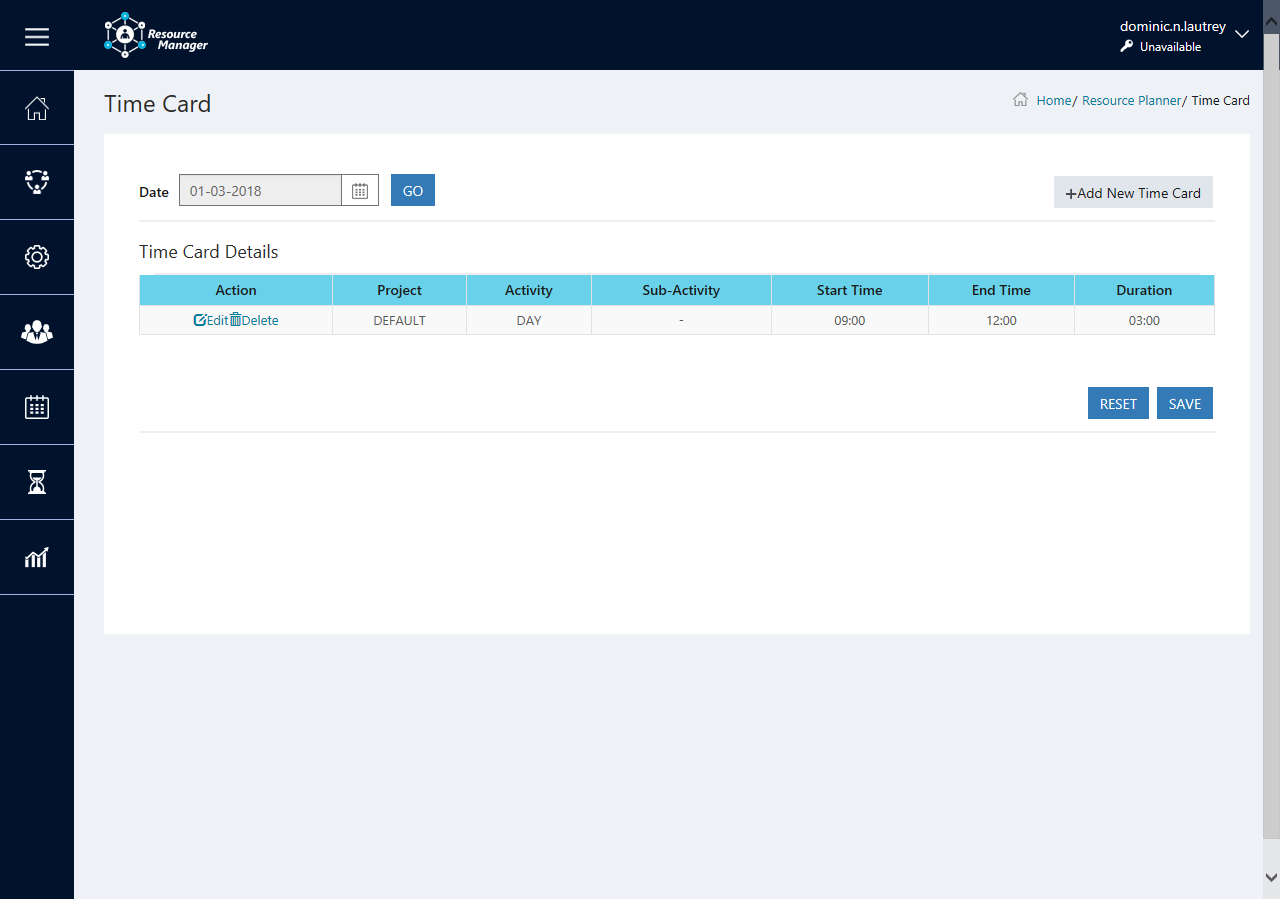 Resource
Manager
dominic.n.lautrey
Unavailable
Time Card
Home/ Resource Planner/ Time Card
Date 01-03-2018 GO +Add New Time Card
Time Card Details
Action Project Activity Sub-Activity Start Time End Time Duration
Edit Delete DEFAULT DAY - 09:00 12:00 03:00
RESET SAVE